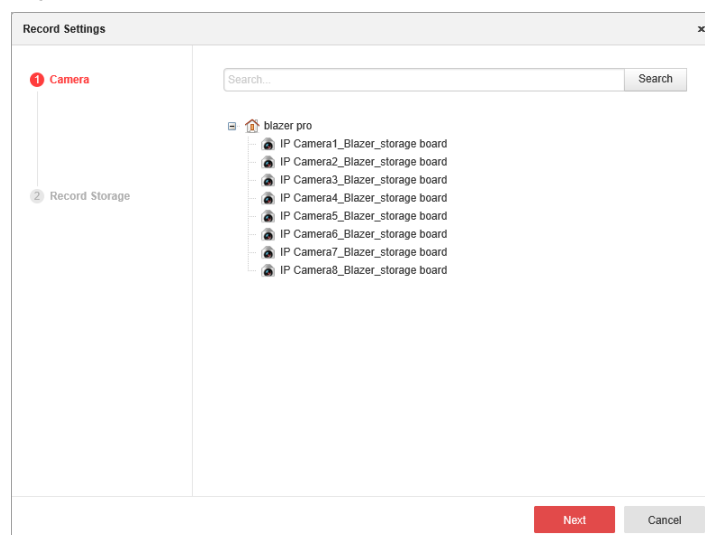 Record Settings
x
1 Camera
Search...
Search
blazer pro
IP Camera1_Blazer_storage board
IP Camera2_Blazer_storage board
IP Camera3_Blazer_storage board
2 Record Storage
IP Camera4_Blazer_storage board
IP Camera5_Blazer_storage board
IP Camera6_Blazer_storage board
IP Camera7_Blazer_storage board
IP Camera8_Blazer_storage board
Next
Cancel